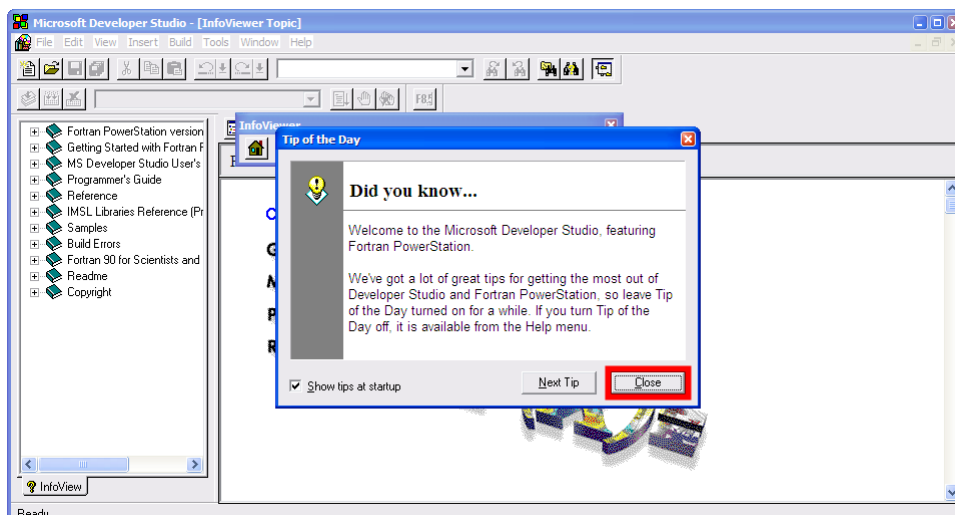 Microsoft Developer Studio - [InfoViewer Topic]
File Edit View Insert Build Tools Window Help
Fortran PowerStation version
Getting Started with Fortran F
MS Developer Studio User's
Programmer's Guide
Reference
IMSL Libraries Reference (Pr
Samples
Build Errors
Fortran 90 for Scientists and
Readme
Copyright
InfoView
InfoViewer
Tip of the Day
Did you know...
Welcome to the Microsoft Developer Studio, featuring
Fortran PowerStation.
We've got a lot of great tips for getting the most out of
Developer Studio and Fortran PowerStation, so leave Tip
of the Day turned on for a while. If you turn Tip of the
Day off, it is available from the Help menu.
Show tips at startup
Next Tip
Close
Ready